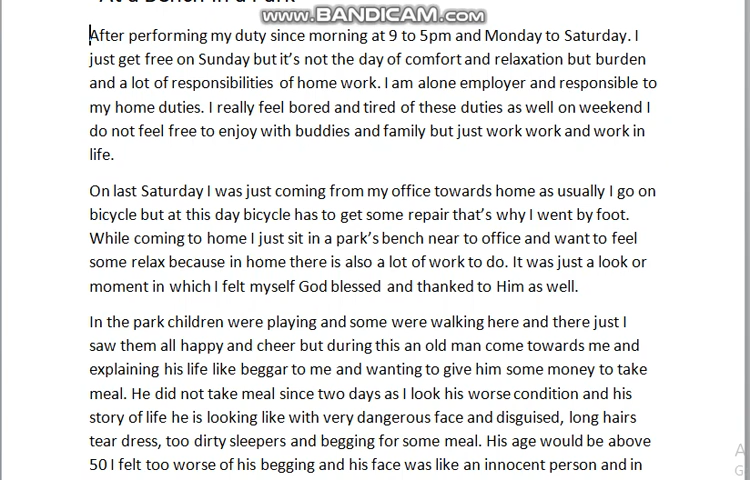 At a Bench in a Park
www.BANDICAM.com
After performing my duty since morning at 9 to 5pm and Monday to Saturday. I
just get free on Sunday but it's not the day of comfort and relaxation but burden
and a lot of responsibilities of home work. I am alone employer and responsible to
my home duties. I really feel bored and tired of these duties as well on weekend I
do not feel free to enjoy with buddies and family but just work work and work in
life.
On last Saturday I was just coming from my office towards home as usually I go on
bicycle but at this day bicycle has to get some repair that's why I went by foot.
While coming to home I just sit in a park's bench near to office and want to feel
some relax because in home there is also a lot of work to do. It was just a look or
moment in which I felt myself God blessed and thanked to Him as well.
In the park children were playing and some were walking here and there just I
saw them all happy and cheer but during this an old man come towards me and
explaining his life like beggar to me and wanting to give him some money to take
meal. He did not take meal since two days as I look his worse condition and his
story of life he is looking like with very dangerous face and disguised, long hairs
tear dress, too dirty sleepers and begging for some meal. His age would be above
50 I felt too worse of his begging and his face was like an innocent person and in